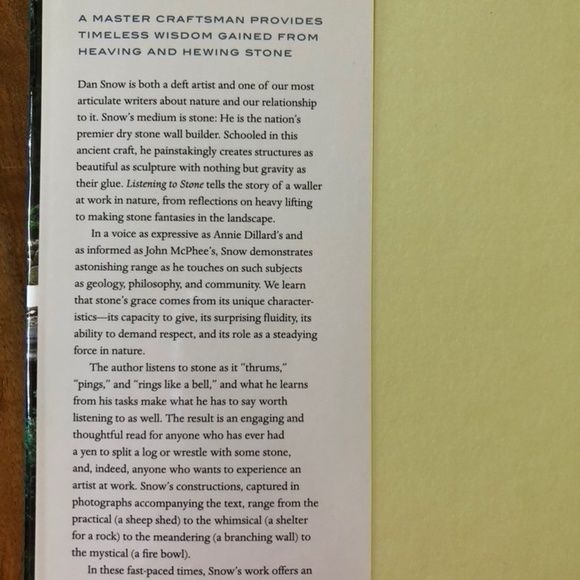 A MASTER CRAFTSMAN PROVIDES
TIMELESS WISDOM GAINED FROM
HEAVING AND HEWING STONE
Dan Snow is both a deft artist and one of our most
articulate writers about nature and our relationship
to it. Snow's medium is stone: He is the nation's
premier dry stone wall builder. Schooled in this
ancient craft, he painstakingly creates structures as
beautiful as sculpture with nothing but gravity as
their glue. Listening to Stone tells the story of a waller
at work in nature, from reflections on heavy lifting
to making stone fantasies in the landscape.
In a voice as expressive as Annie Dillard's and
as informed as John McPhee's, Snow demonstrates
astonishing range as he touches on such subjects
as geology, philosophy, and community. We learn
that stone's grace comes from its unique character-
istics—its capacity to give, its surprising fluidity, its
ability to demand respect, and its role as a steadying
force in nature.
The author listens to stone as it "thrums,"
"pings," and "rings like a bell," and what he learns
from his tasks make what he has to say worth
listening to as well. The result is an engaging and
thoughtful read for anyone who has ever had
a yen to split a log or wrestle with some stone,
and, indeed, anyone who wants to experience an
artist at work. Snow's constructions, captured in
photographs accompanying the text, range from the
practical (a sheep shed) to the whimsical (a shelter
for a rock) to the meandering (a branching wall) to
the mystical (a fire bowl).
In these fast-paced times, Snow's work offers an